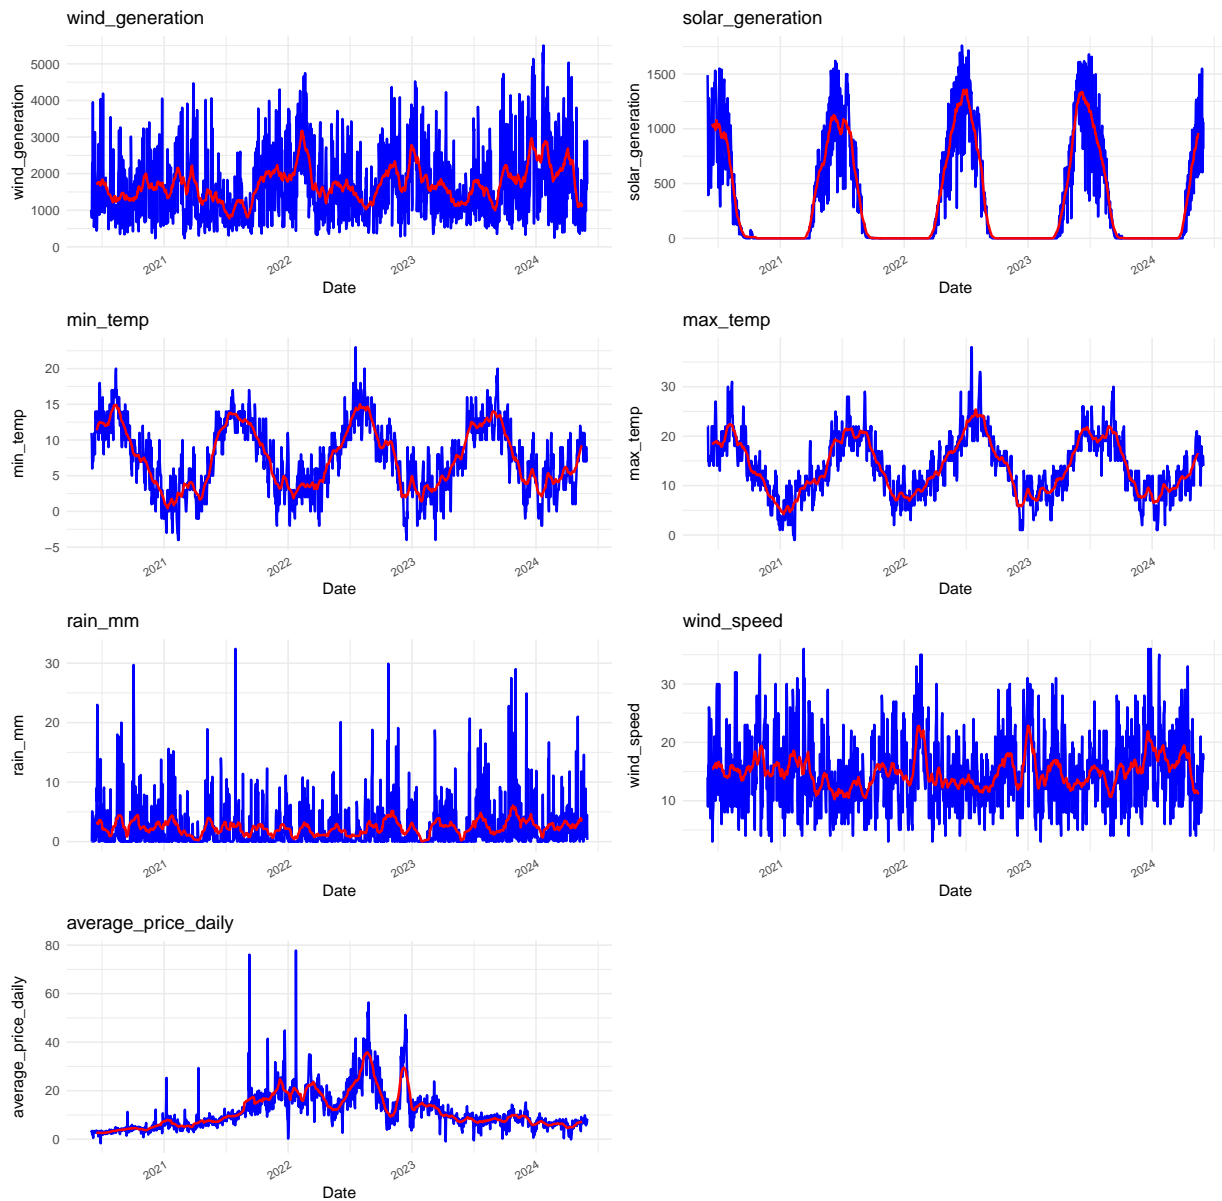 wind_generation
wind_generation
5000
4000
3000
2000
1000
0
2021
2022
2023
2024
Date
solar_generation
solar_generation
1500
1000
500
0
2021
2022
2023
2024
Date
min_temp
min_temp
20
15
10
5
0
−5
2021
2022
2023
2024
Date
max_temp
max_temp
30
20
10
0
2021
2022
2023
2024
Date
rain_mm
rain_mm
30
20
10
0
2021
2022
2023
2024
Date
wind_speed
wind_speed
30
20
10
2021
2022
2023
2024
Date
average_price_daily
average_price_daily
80
60
40
20
0
2021
2022
2023
2024
Date